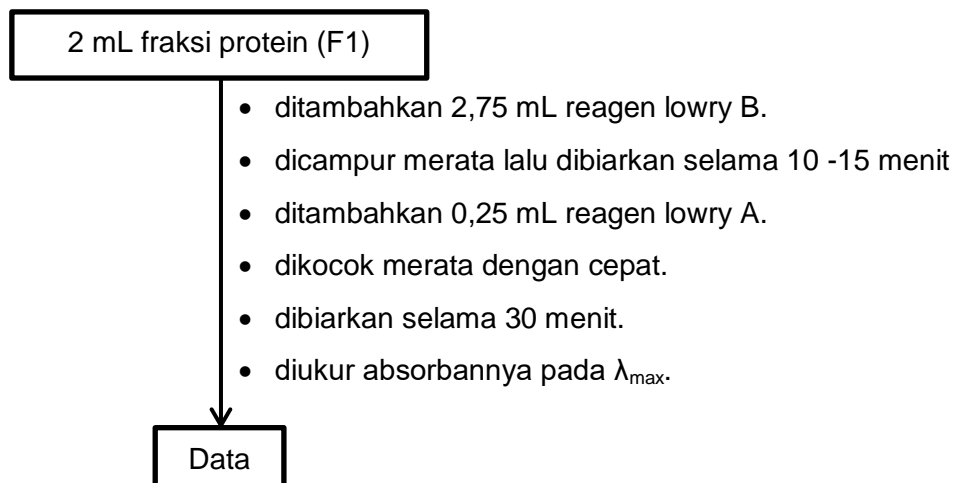 2 mL fraksi protein (F1)
• ditambahkan 2,75 mL reagen lowry B.
• dicampur merata lalu dibiarkan selama 10 -15 menit
• ditambahkan 0,25 mL reagen lowry A.
• dikocok merata dengan cepat.
• dibiarkan selama 30 menit.
• diukur absorbannya pada λmax.
Data